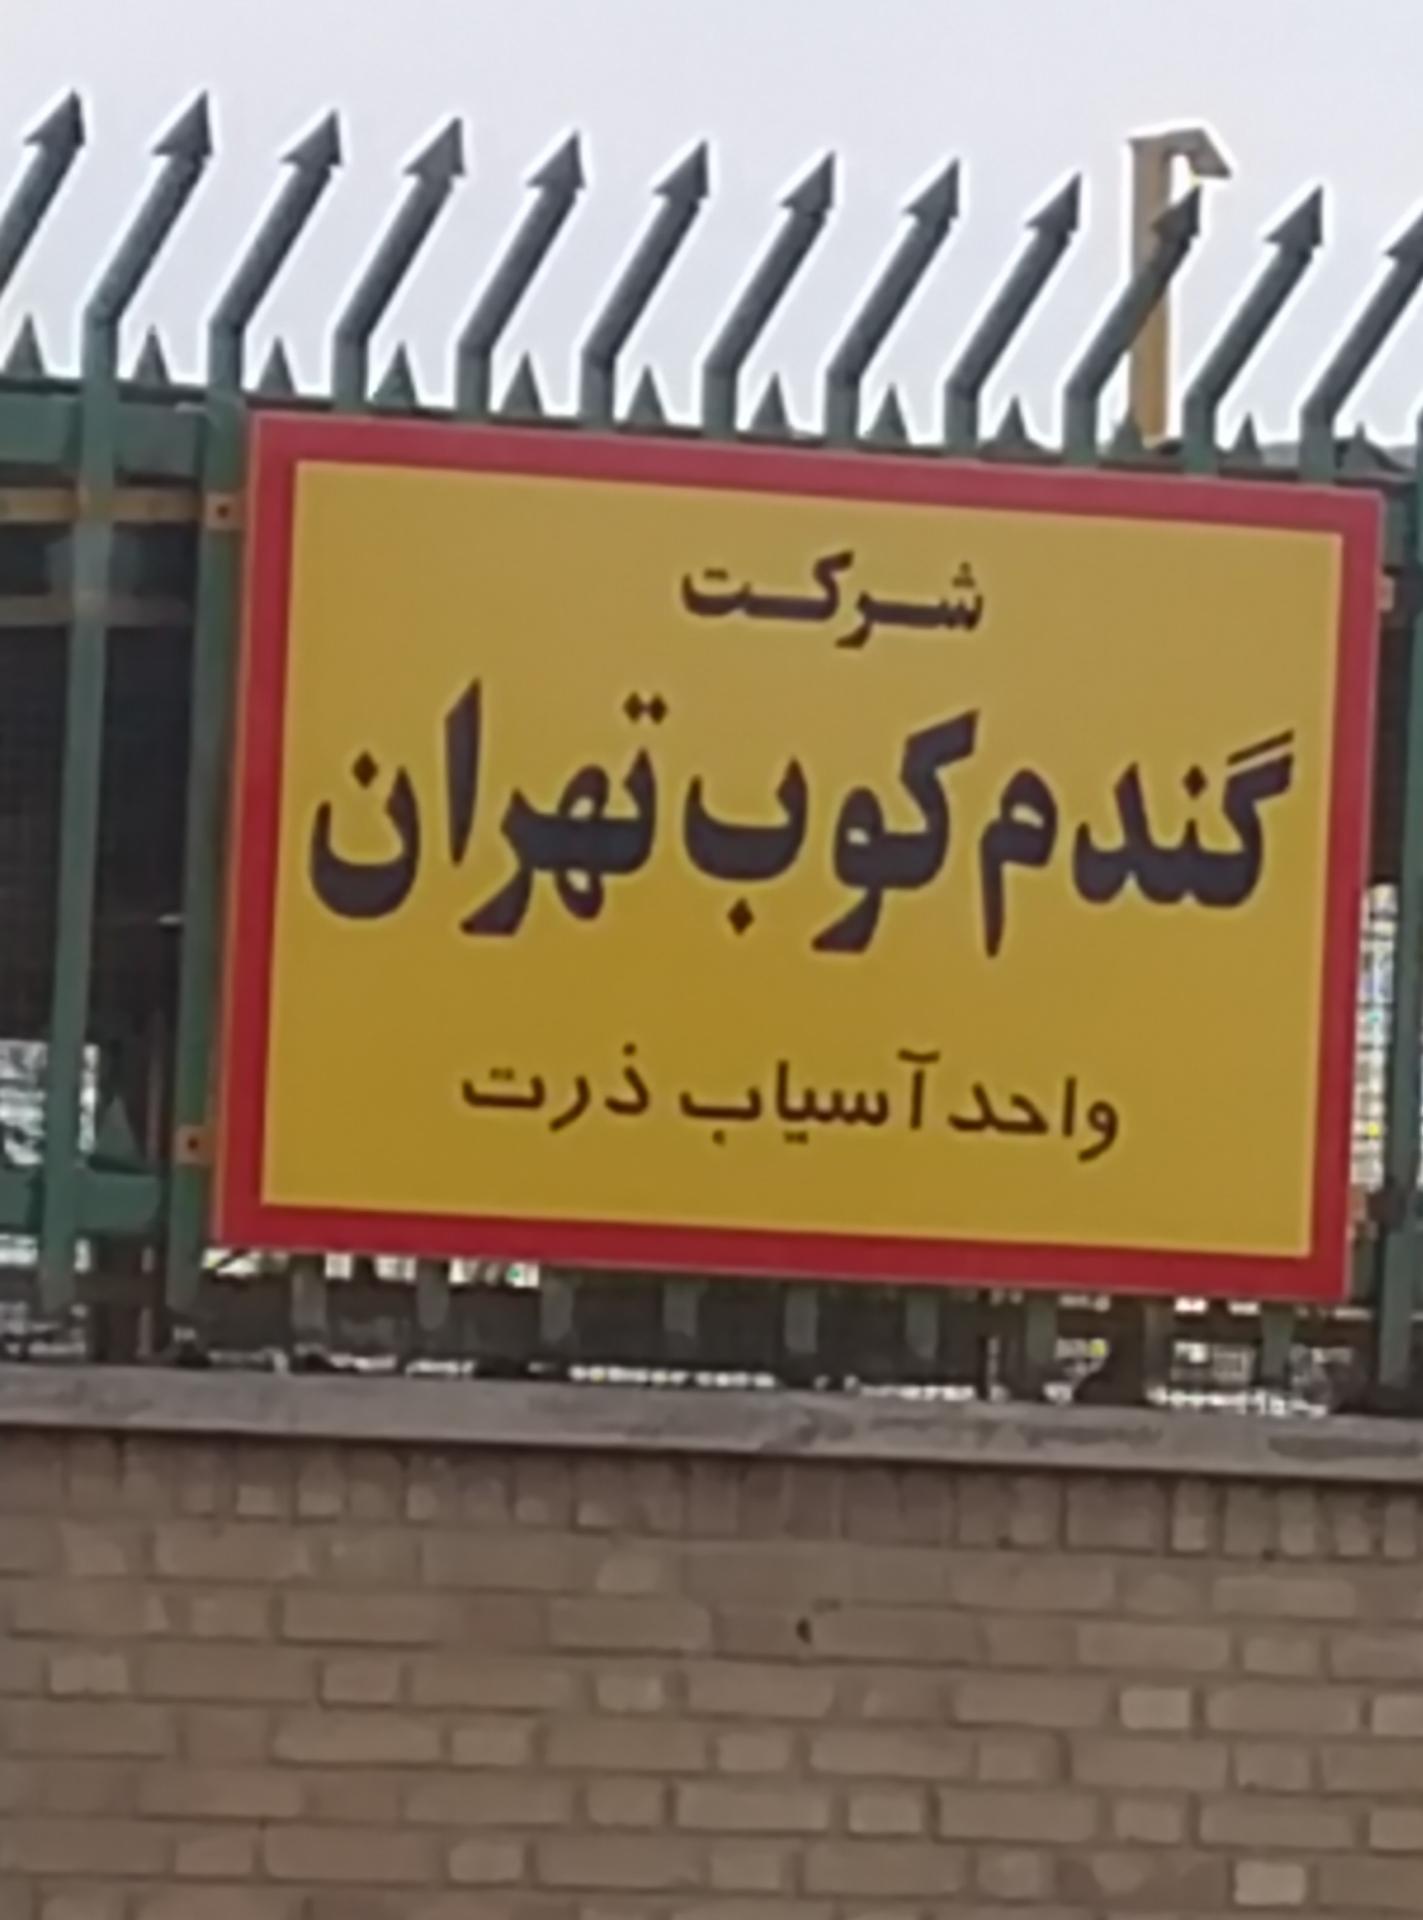 شرکت
گندم کوب تهران
واحد آسیاب ذرت